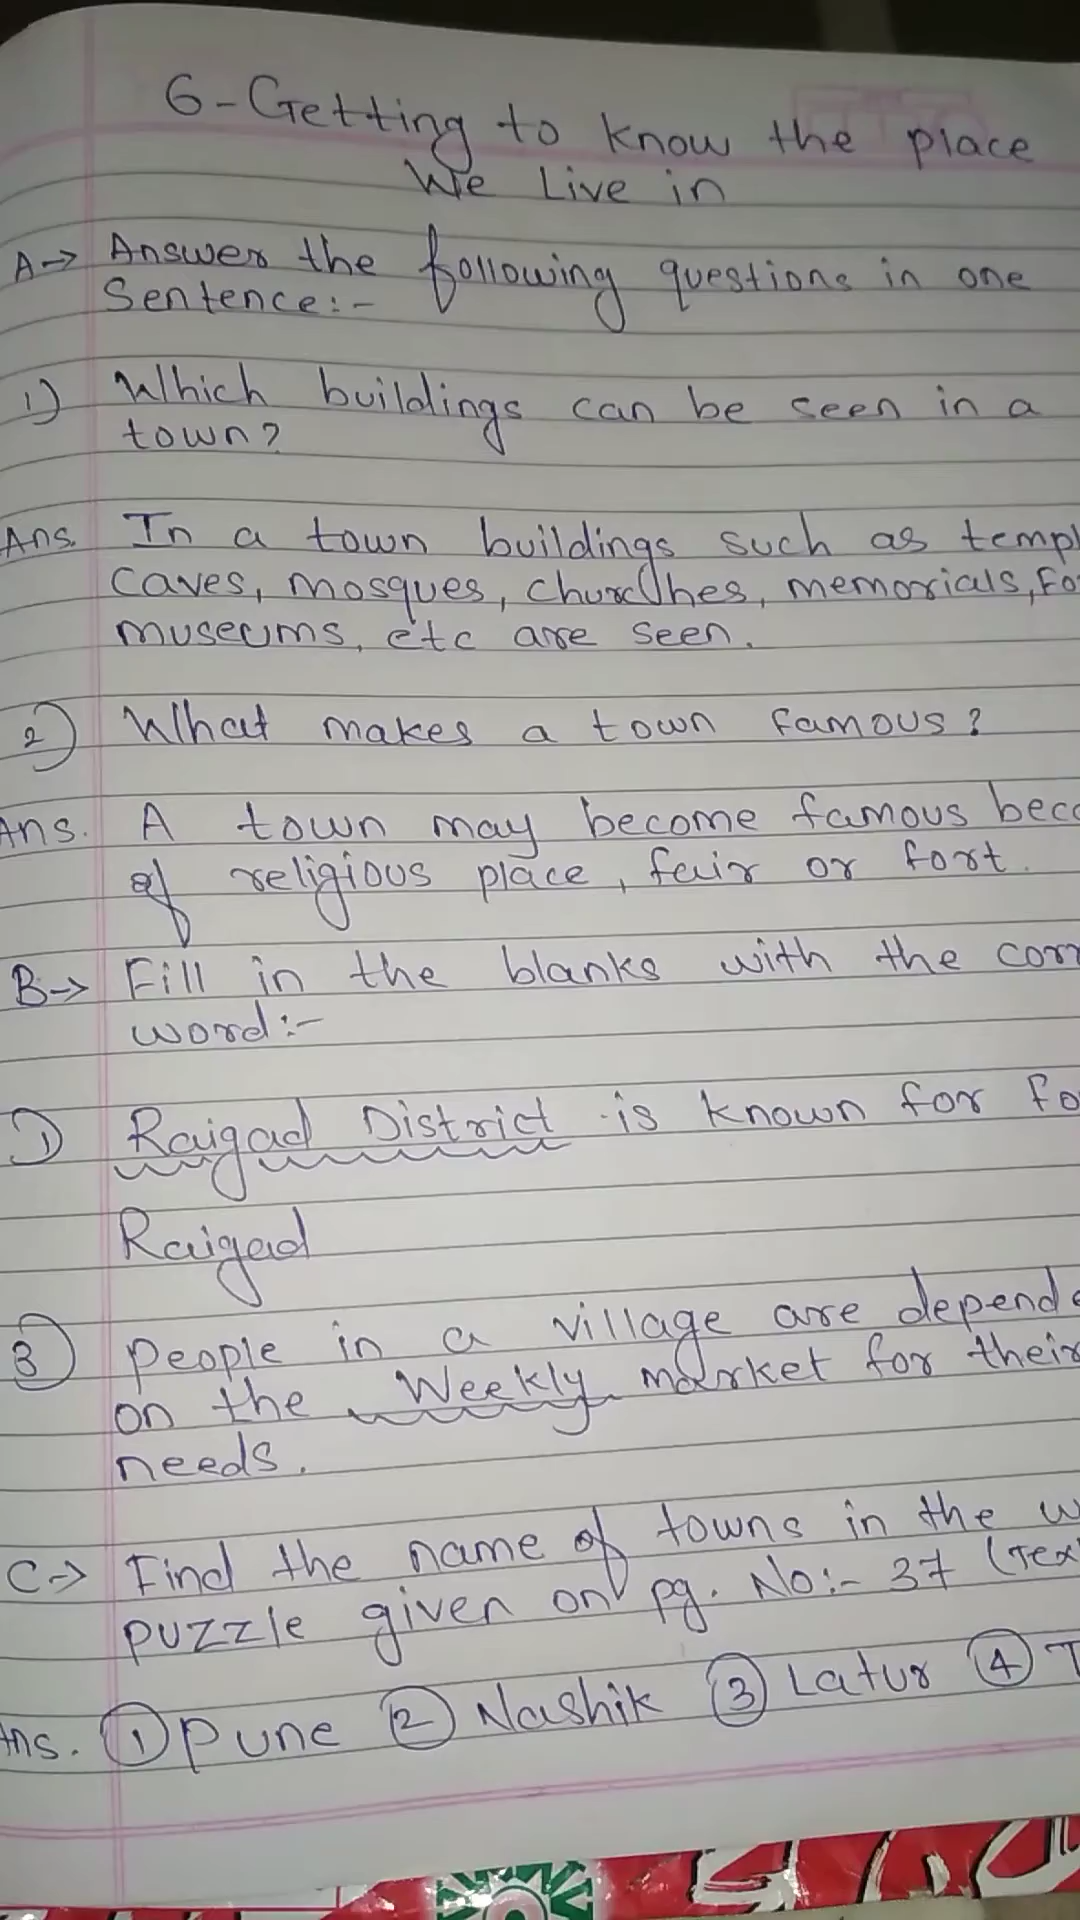 6-Getting to know the place
We Live in
A→ Answer the following questions in one
Sentence:-
1) Which buildings can be seen in a
town?
Ans. In a town buildings such as templ
caves, mosques, churches, memorials, Fo
museums, etc are seen.
2) What makes a town famous?
Ans. A town may become famous beca
of religious place, fair or fort.
B→ Fill in the blanks with the corr
word:-
1) Raigad District is known for fo
Raigad
3) people in a village are depende
on the Weekly market for their
needs.
C→ Find the name of towns in the w
puzzle given on pg. No:- 37 (Tex
Ans. ① Pune ② Nashik ③ Latur ④ T